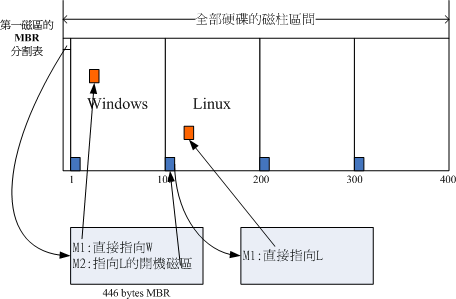 全部硬碟的磁柱區間
第一磁區的
MBR
分割表
Windows
Linux
1
100
200
300
400
M1:直接指向W
M2:指向L的開機磁區
M1:直接指向L
446 bytes MBR